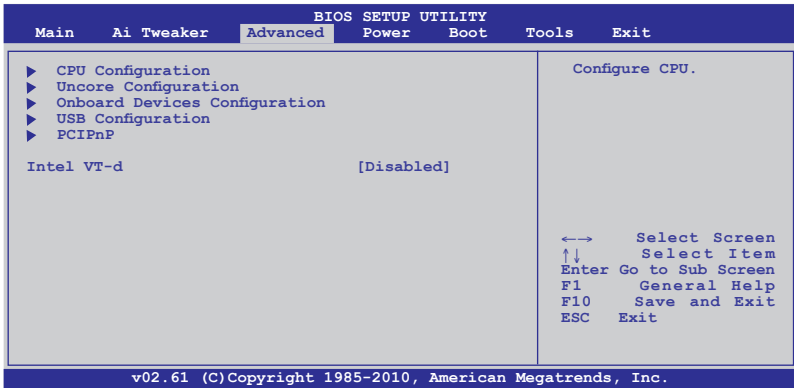 BIOS SETUP UTILITY
Main Ai Tweaker Advanced Power Boot Tools Exit
CPU Configuration
Uncore Configuration
Onboard Devices Configuration
USB Configuration
PCIPnP
Intel VT-d [Disabled]
Configure CPU.
←→ Select Screen
↑↓ Select Item
Enter Go to Sub Screen
F1 General Help
F10 Save and Exit
ESC Exit
v02.61 (C)Copyright 1985-2010, American Megatrends, Inc.